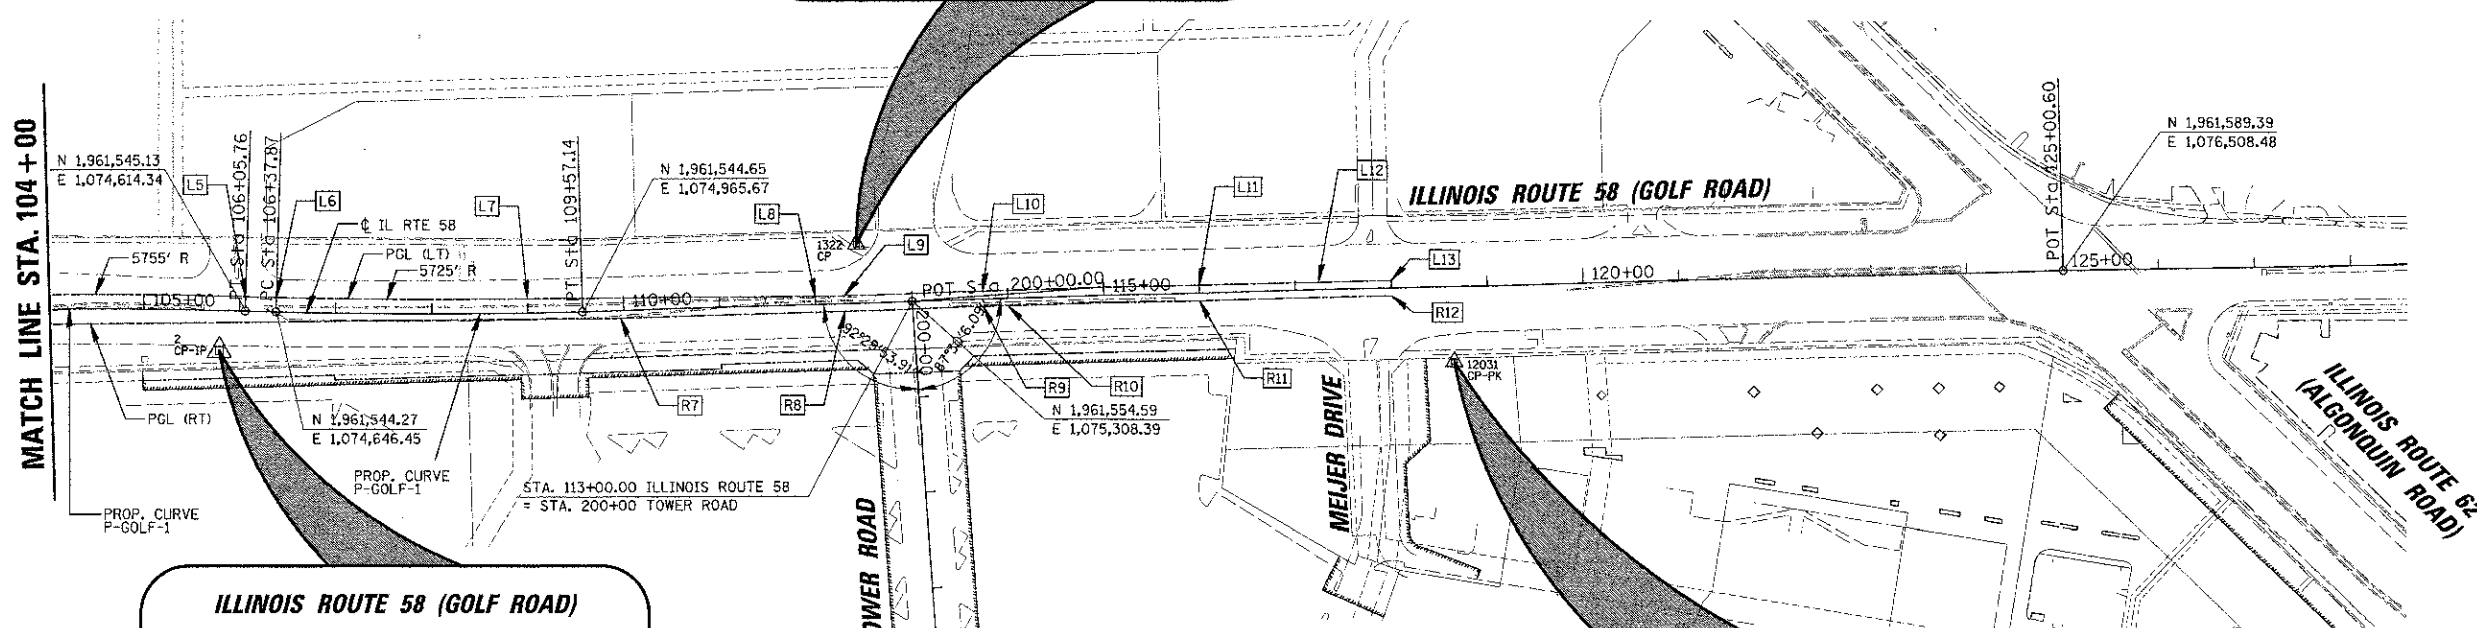 MATCH LINE STA. 104+00
N 1,961,545.13
E 1,074,614.34
L5
PT Sta 106+05.76
PC Sta 106+37.87
L6
℄ IL RTE 58
PGL (LT)
5755' R
5725' R
L7
PT Sta 109+57.14
N 1,961,544.65
E 1,074,965.67
L8
1322
CP
L9
L10
L11
L12
ILLINOIS ROUTE 58 (GOLF ROAD)
L13
POT Sta 125+00.60
N 1,961,589.39
E 1,076,508.48
105+00
110+00
POT Sta 200+00.00
115+00
120+00
125+00
2
CP-IP
PGL (RT)
N 1,961,544.27
E 1,074,646.45
PROP. CURVE
P-GOLF-1
R7
R8
200+00
R9
R10
R11
R12
N 1,961,554.59
E 1,075,308.39
12031
CP-PK
STA. 113+00.00 ILLINOIS ROUTE 58
= STA. 200+00 TOWER ROAD
PROP. CURVE
P-GOLF-1
MEIJER DRIVE
OWER ROAD
ILLINOIS ROUTE 62
(ALGONQUIN ROAD)
ILLINOIS ROUTE 58 (GOLF ROAD)